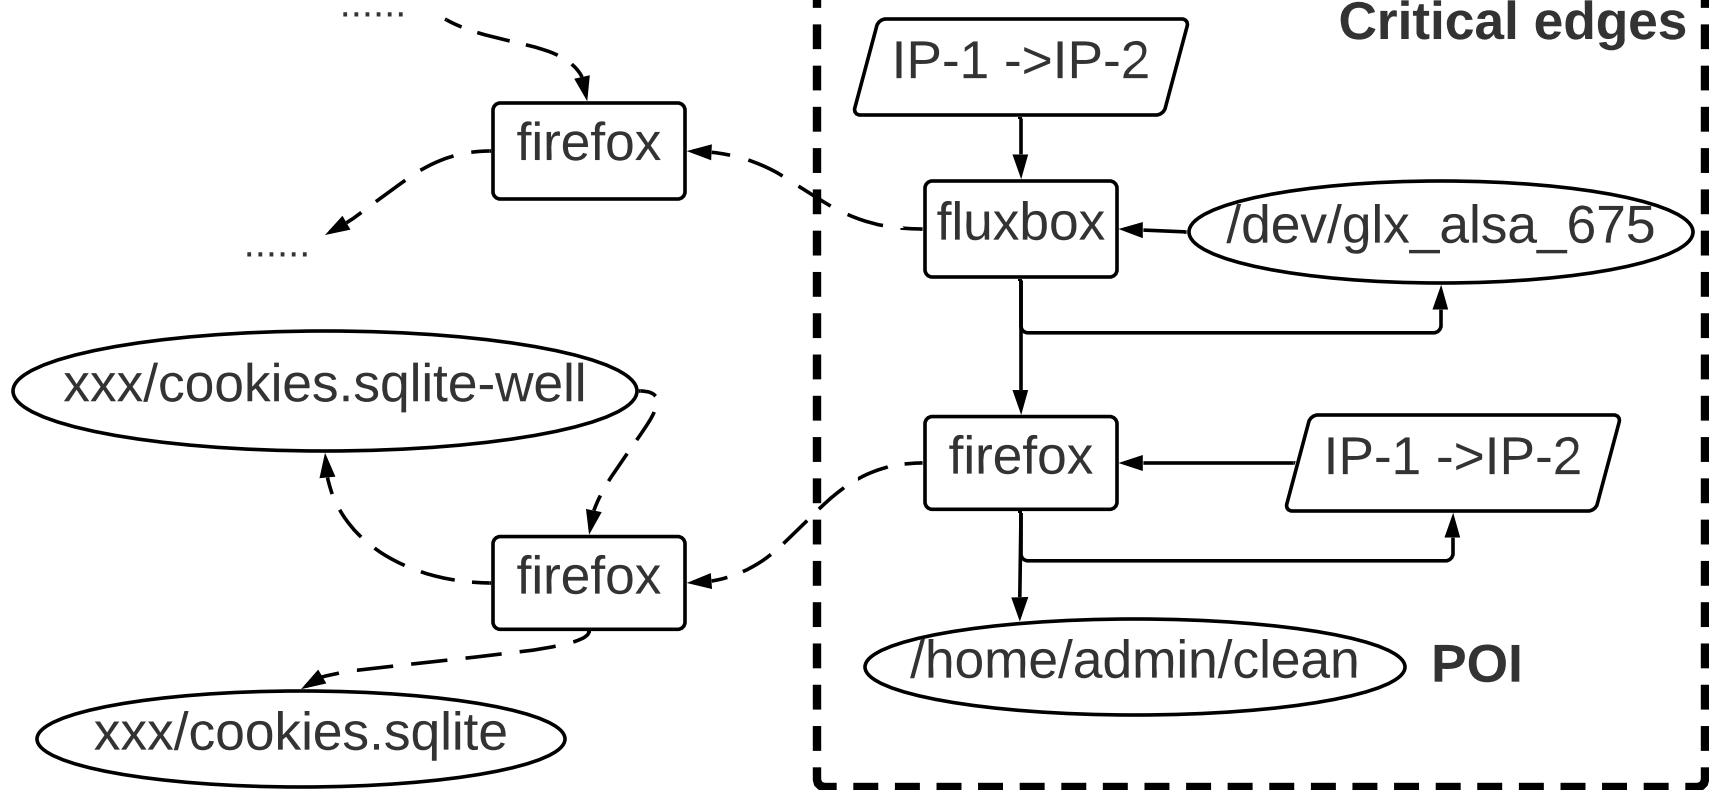 ......
Critical edges
IP-1 ->IP-2
firefox
fluxbox
/dev/glx_alsa_675
......
xxx/cookies.sqlite-well
firefox
IP-1 ->IP-2
firefox
/home/admin/clean
POI
xxx/cookies.sqlite